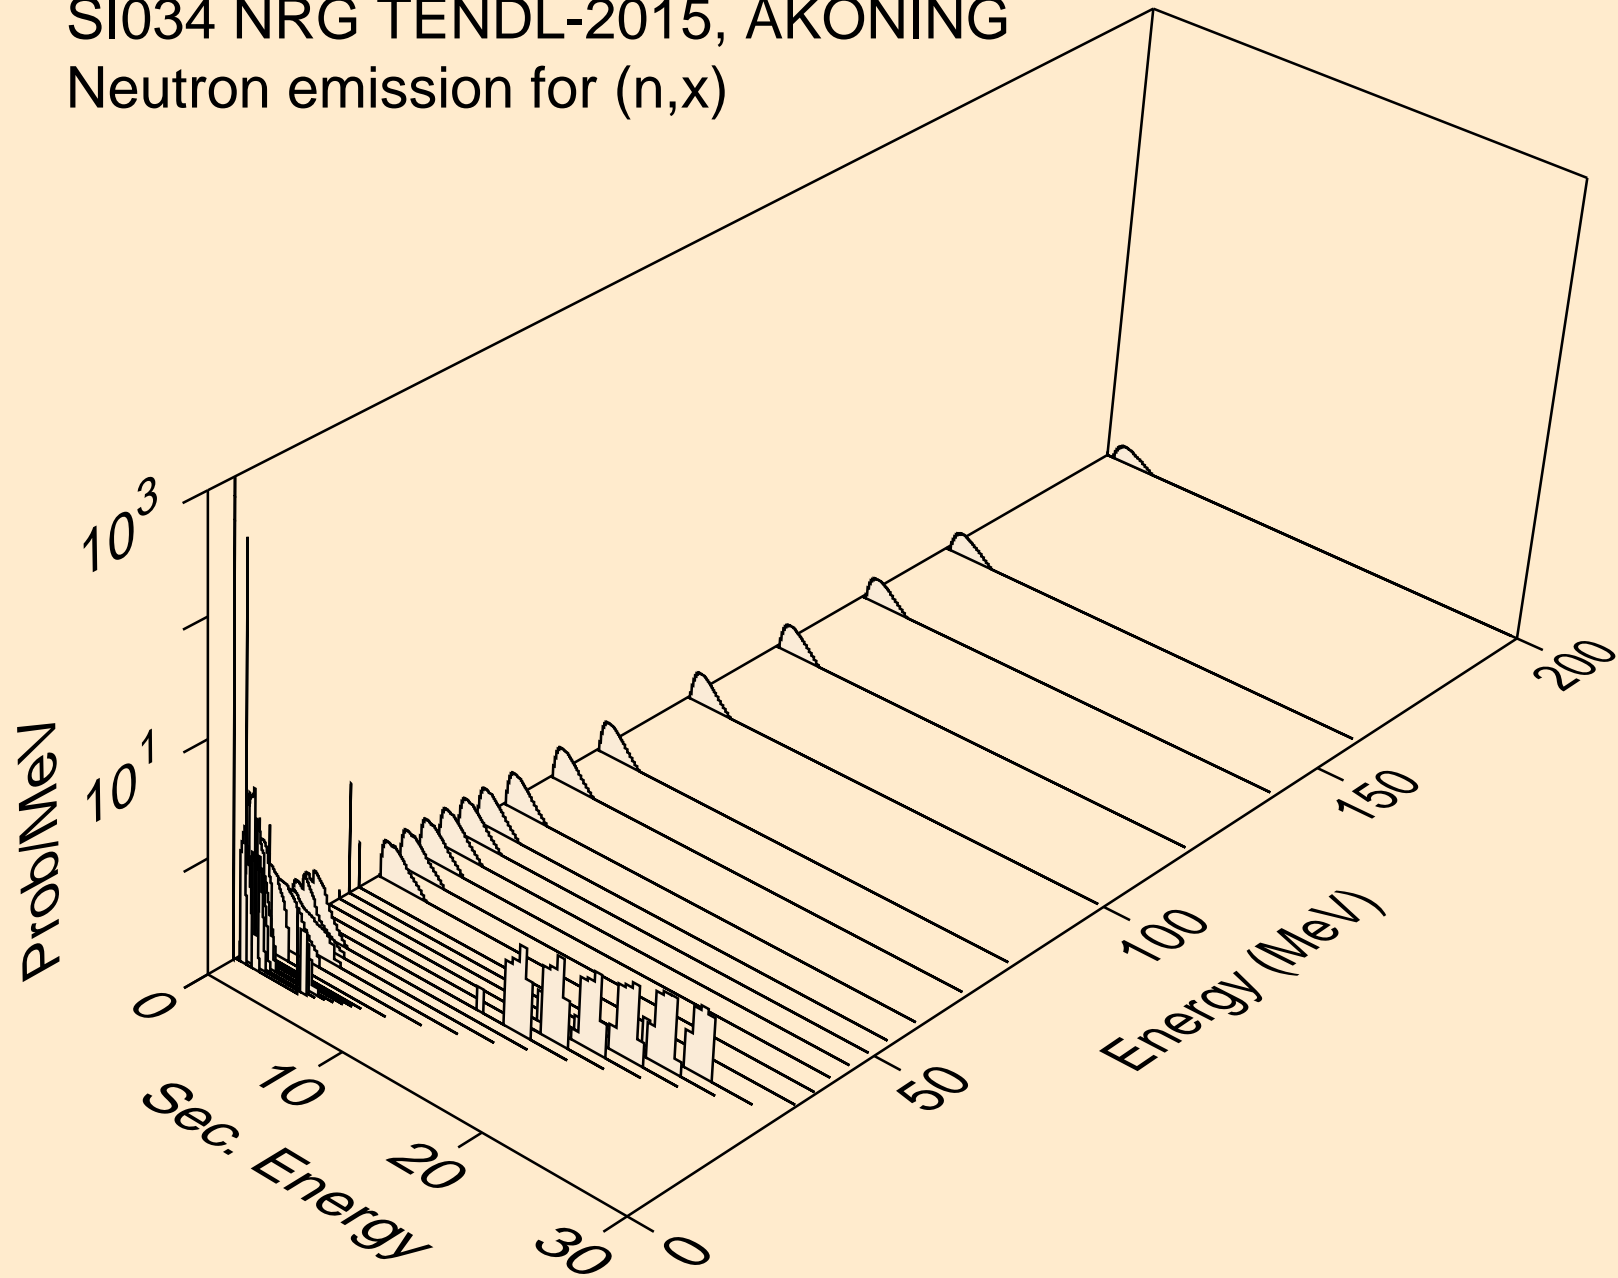 SI034 NRG TENDL-2015, AKONING
Neutron emission for (n,x)
10^3
10^1
Prob/MeV
0
10
20
30
Sec. Energy
0
50
100
150
200
Energy (MeV)